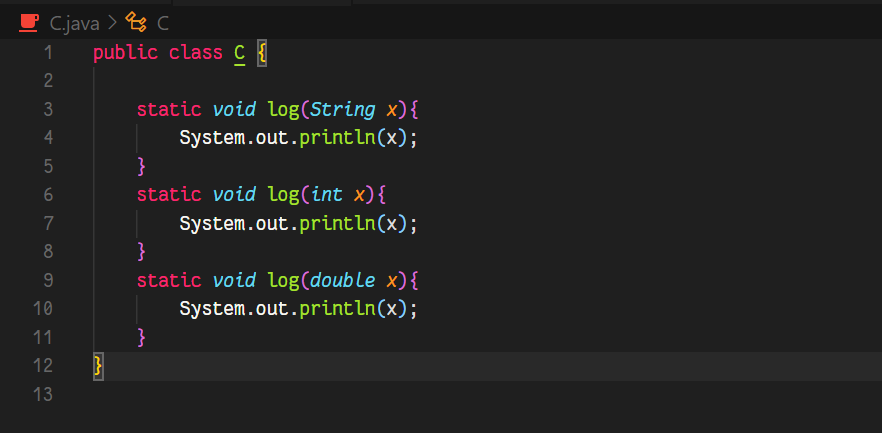 C.java > C
1 public class C {
2
3     static void log(String x){
4         System.out.println(x);
5     }
6     static void log(int x){
7         System.out.println(x);
8     }
9     static void log(double x){
10         System.out.println(x);
11     }
12 }
13